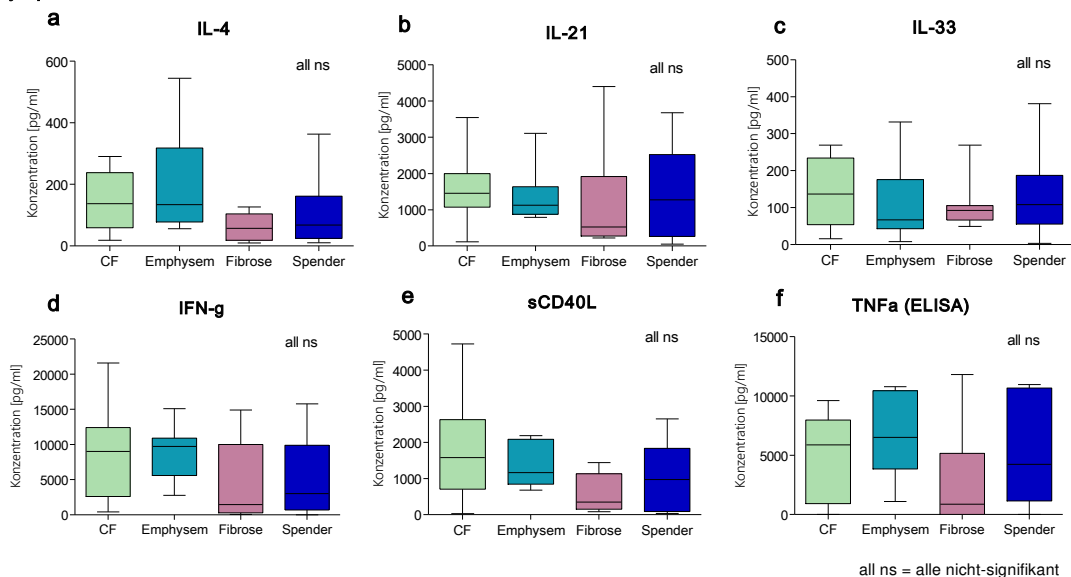 a
IL-4
600
400
200
0
Konzentration [pg/ml]
all ns
CF Emphysem Fibrose Spender
b
IL-21
5000
4000
3000
2000
1000
0
Konzentration [pg/ml]
all ns
CF Emphysem Fibrose Spender
c
IL-33
500
400
300
200
100
0
Konzentration [pg/ml]
all ns
CF Emphysem Fibrose Spender
d
IFN-g
25000
20000
15000
10000
5000
0
Konzentration [pg/ml]
all ns
CF Emphysem Fibrose Spender
e
sCD40L
5000
4000
3000
2000
1000
0
Konzentration [pg/ml]
all ns
CF Emphysem Fibrose Spender
f
TNFa (ELISA)
15000
10000
5000
0
Konzentration [pg/ml]
all ns
CF Emphysem Fibrose Spender
all ns = alle nicht-signifikant